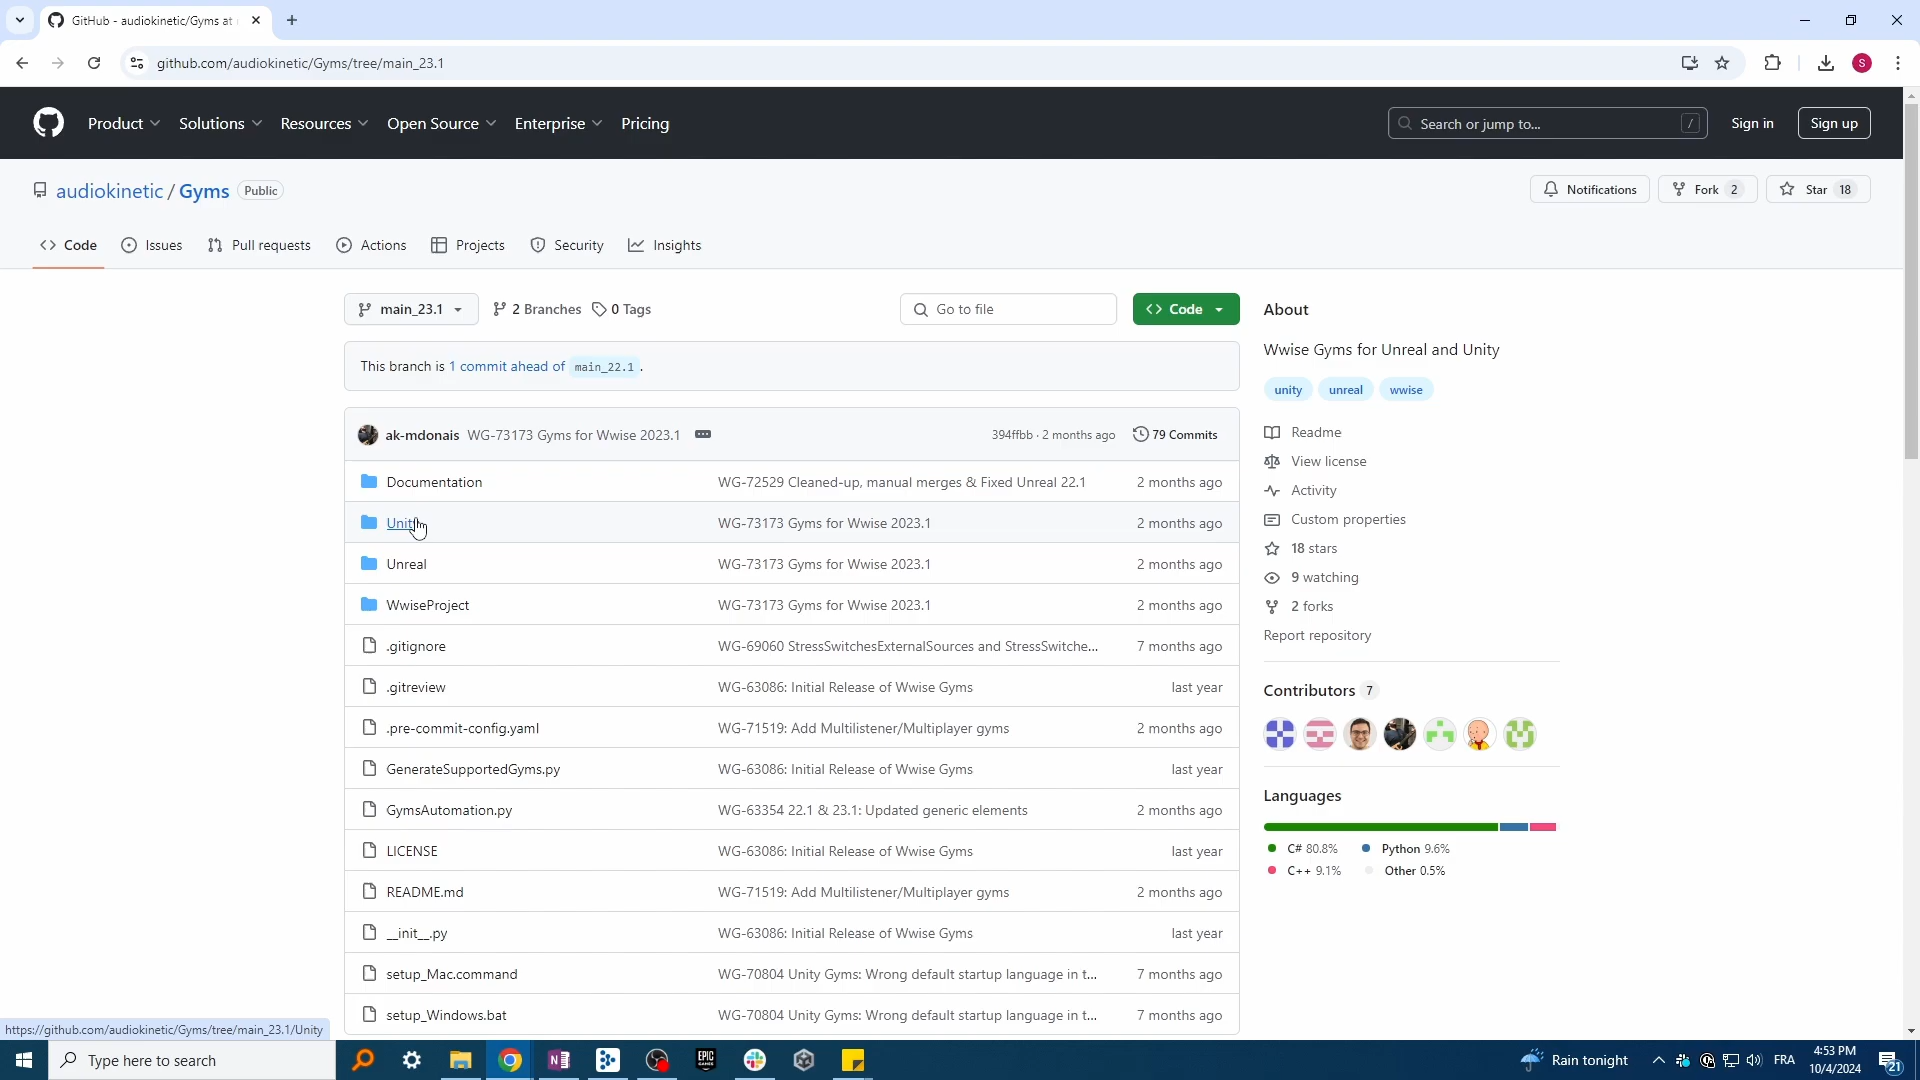 GitHub - audiokinetic/Gyms at
github.com/audiokinetic/Gyms/tree/main_23.1
S
Product Solutions Resources Open Source Enterprise Pricing
Search or jump to... /
Sign in
Sign up
audiokinetic / Gyms Public
Notifications
Fork 2
Star 18
Code Issues Pull requests Actions Projects Security Insights
main_23.1
2 Branches
0 Tags
Go to file
Code
This branch is 1 commit ahead of main_22.1 .
ak-mdonais WG-73173 Gyms for Wwise 2023.1 394ffbb · 2 months ago 79 Commits
Documentation WG-72529 Cleaned-up, manual merges & Fixed Unreal 22.1 2 months ago
Unity WG-73173 Gyms for Wwise 2023.1 2 months ago
Unreal WG-73173 Gyms for Wwise 2023.1 2 months ago
WwiseProject WG-73173 Gyms for Wwise 2023.1 2 months ago
.gitignore WG-69060 StressSwitchesExternalSources and StressSwitche... 7 months ago
.gitreview WG-63086: Initial Release of Wwise Gyms last year
.pre-commit-config.yaml WG-71519: Add Multilistener/Multiplayer gyms 2 months ago
GenerateSupportedGyms.py WG-63086: Initial Release of Wwise Gyms last year
GymsAutomation.py WG-63354 22.1 & 23.1: Updated generic elements 2 months ago
LICENSE WG-63086: Initial Release of Wwise Gyms last year
README.md WG-71519: Add Multilistener/Multiplayer gyms 2 months ago
__init__.py WG-63086: Initial Release of Wwise Gyms last year
setup_Mac.command WG-70804 Unity Gyms: Wrong default startup language in t... 7 months ago
setup_Windows.bat WG-70804 Unity Gyms: Wrong default startup language in t... 7 months ago
About
Wwise Gyms for Unreal and Unity
unity unreal wwise
Readme
View license
Activity
Custom properties
18 stars
9 watching
2 forks
Report repository
Contributors 7
Languages
C# 80.8% Python 9.6%
C++ 9.1% Other 0.5%
https://github.com/audiokinetic/Gyms/tree/main_23.1/Unity
Type here to search
EPIC GAMES
Rain tonight
FRA
4:53 PM
10/4/2024
21